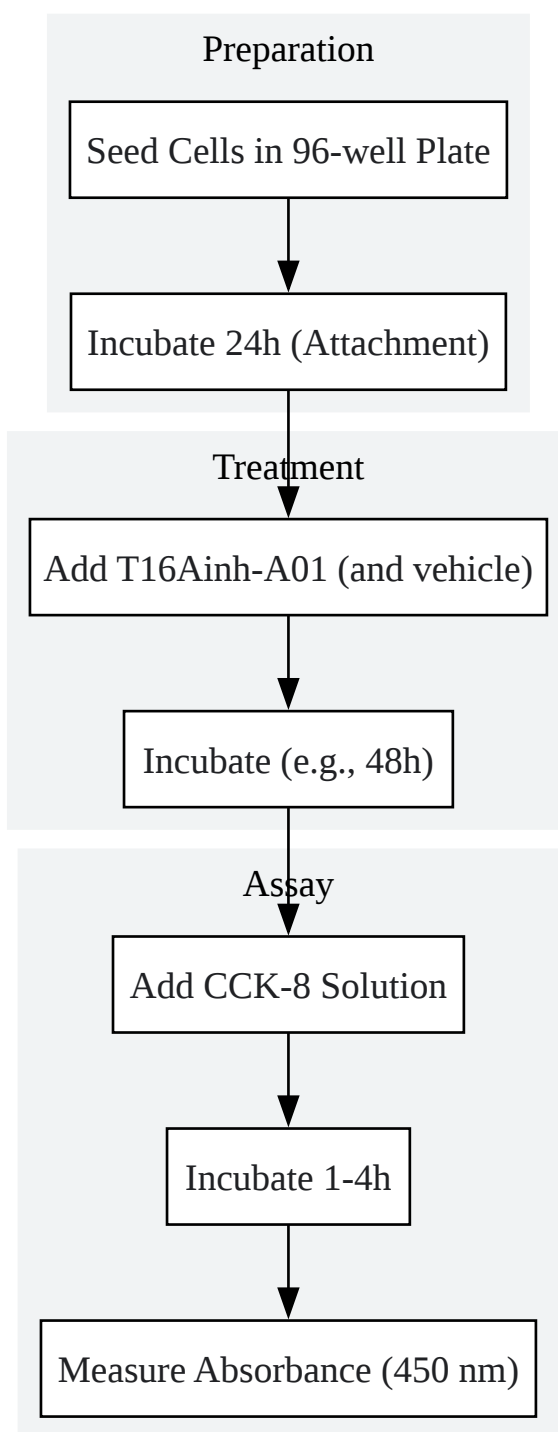 Preparation
Seed Cells in 96-well Plate
Incubate 24h (Attachment)
Treatment
Add T16Ainh-A01 (and vehicle)
Incubate (e.g., 48h)
Assay
Add CCK-8 Solution
Incubate 1-4h
Measure Absorbance (450 nm)